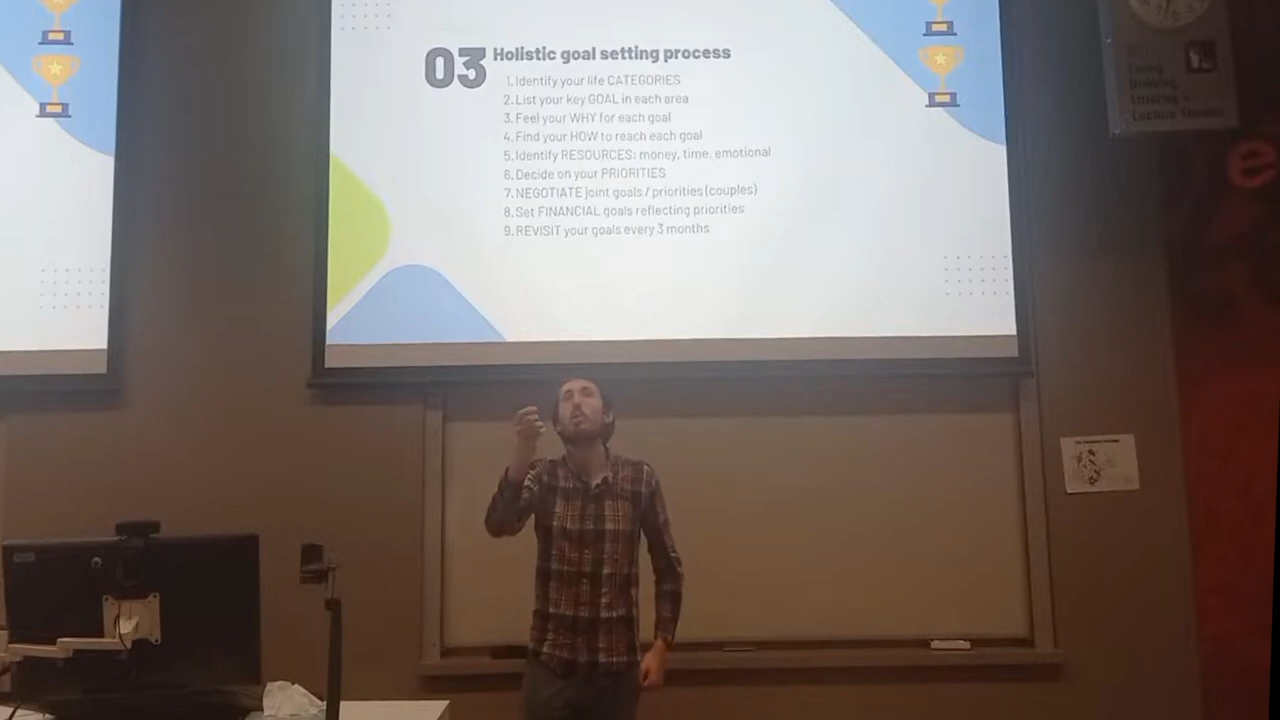 03 Holistic goal setting process
1. Identify your life CATEGORIES
2. List your key GOAL in each area
3. Feel your WHY for each goal
4. Find your HOW to reach each goal
5. Identify RESOURCES: money, time, emotional
6. Decide on your PRIORITIES
7. NEGOTIATE joint goals / priorities (couples)
8. Set FINANCIAL goals reflecting priorities
9. REVISIT your goals every 3 months
e